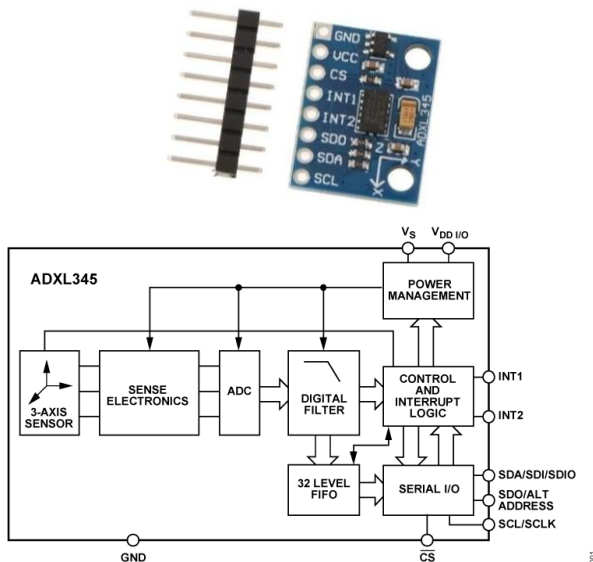 GND
VCC
CS
INT1
INT2
SDO
SDA
SCL
ADXL345
Z
Y
X
VS
VDD I/O
ADXL345
POWER
MANAGEMENT
3-AXIS
SENSOR
SENSE
ELECTRONICS
ADC
DIGITAL
FILTER
CONTROL
AND
INTERRUPT
LOGIC
INT1
INT2
32 LEVEL
FIFO
SERIAL I/O
SDA/SDI/SDIO
SDO/ALT
ADDRESS
SCL/SCLK
GND
CS